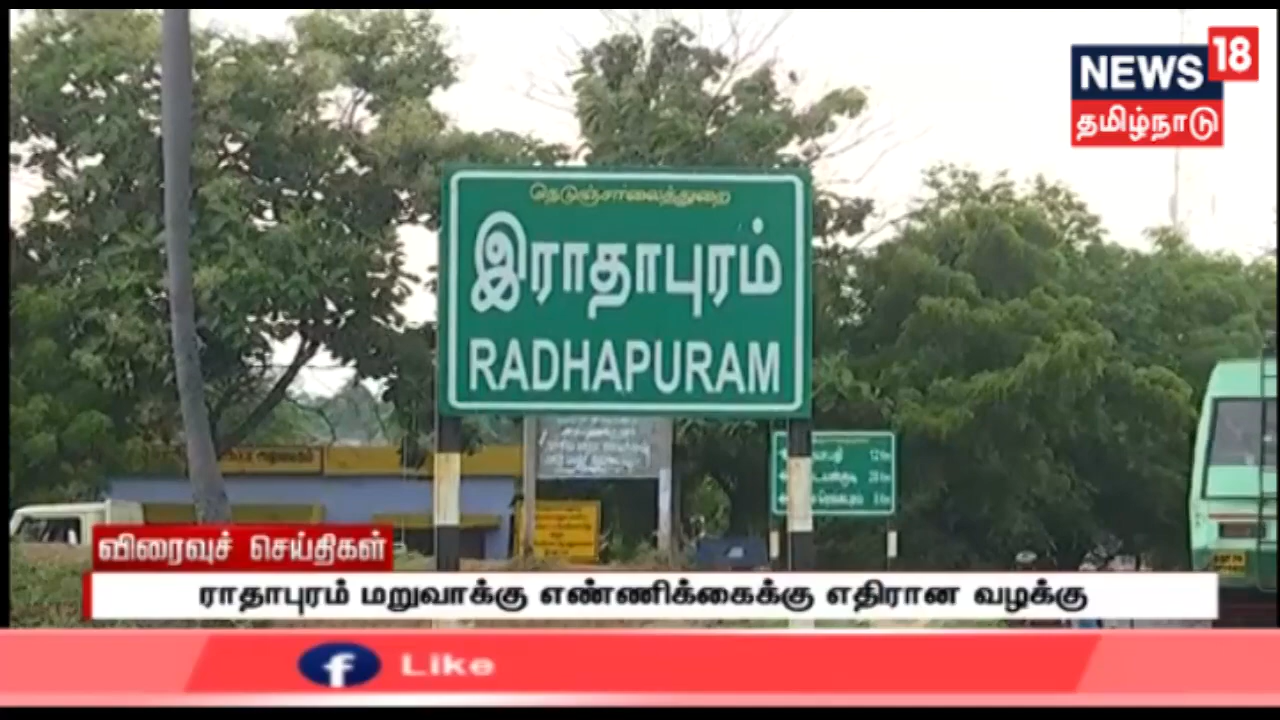 NEWS 18
தமிழ்நாடு
நெடுஞ்சாலைத்துறை
இராதாபுரம்
RADHAPURAM
விரைவுச் செய்திகள்
ராதாபுரம் மறுவாக்கு எண்ணிக்கைக்கு எதிரான வழக்கு
f Like